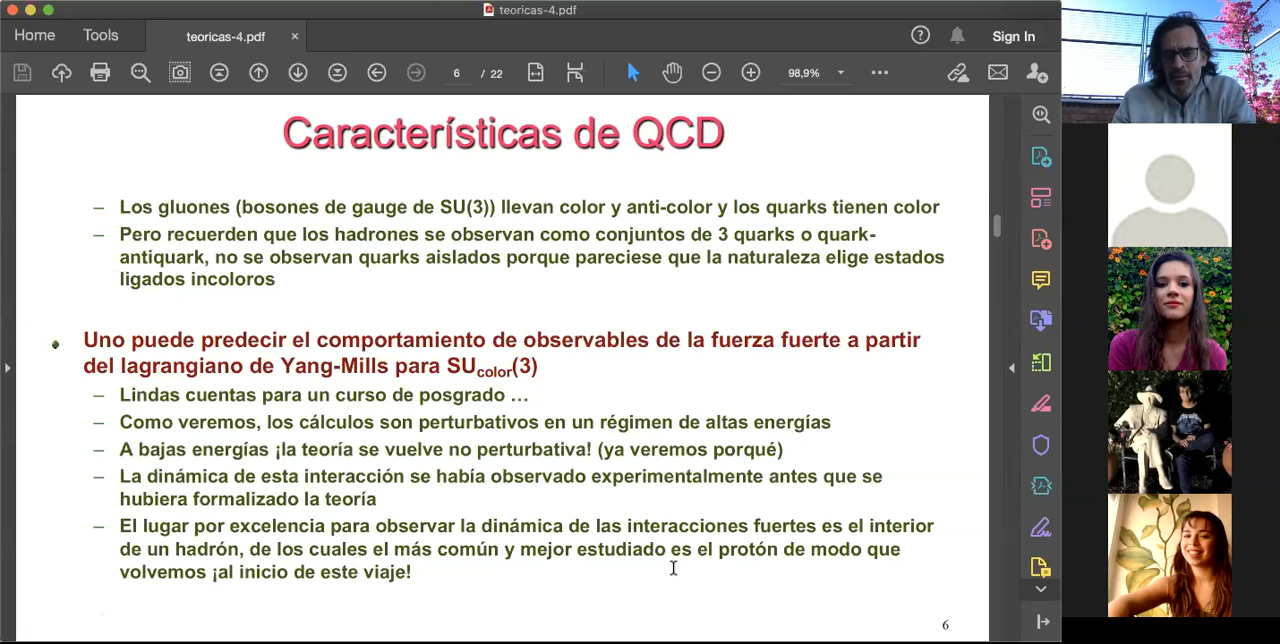 teoricas-4.pdf
Home Tools teoricas-4.pdf × Sign In
6 / 22 98,9%
Características de QCD
– Los gluones (bosones de gauge de SU(3)) llevan color y anti-color y los quarks tienen color
– Pero recuerden que los hadrones se observan como conjuntos de 3 quarks o quark-
antiquark, no se observan quarks aislados porque pareciese que la naturaleza elige estados
ligados incoloros
Uno puede predecir el comportamiento de observables de la fuerza fuerte a partir
del lagrangiano de Yang-Mills para SUcolor(3)
– Lindas cuentas para un curso de posgrado …
– Como veremos, los cálculos son perturbativos en un régimen de altas energías
– A bajas energías ¡la teoría se vuelve no perturbativa! (ya veremos porqué)
– La dinámica de esta interacción se había observado experimentalmente antes que se
hubiera formalizado la teoría
– El lugar por excelencia para observar la dinámica de las interacciones fuertes es el interior
de un hadrón, de los cuales el más común y mejor estudiado es el protón de modo que
volvemos ¡al inicio de este viaje!
6